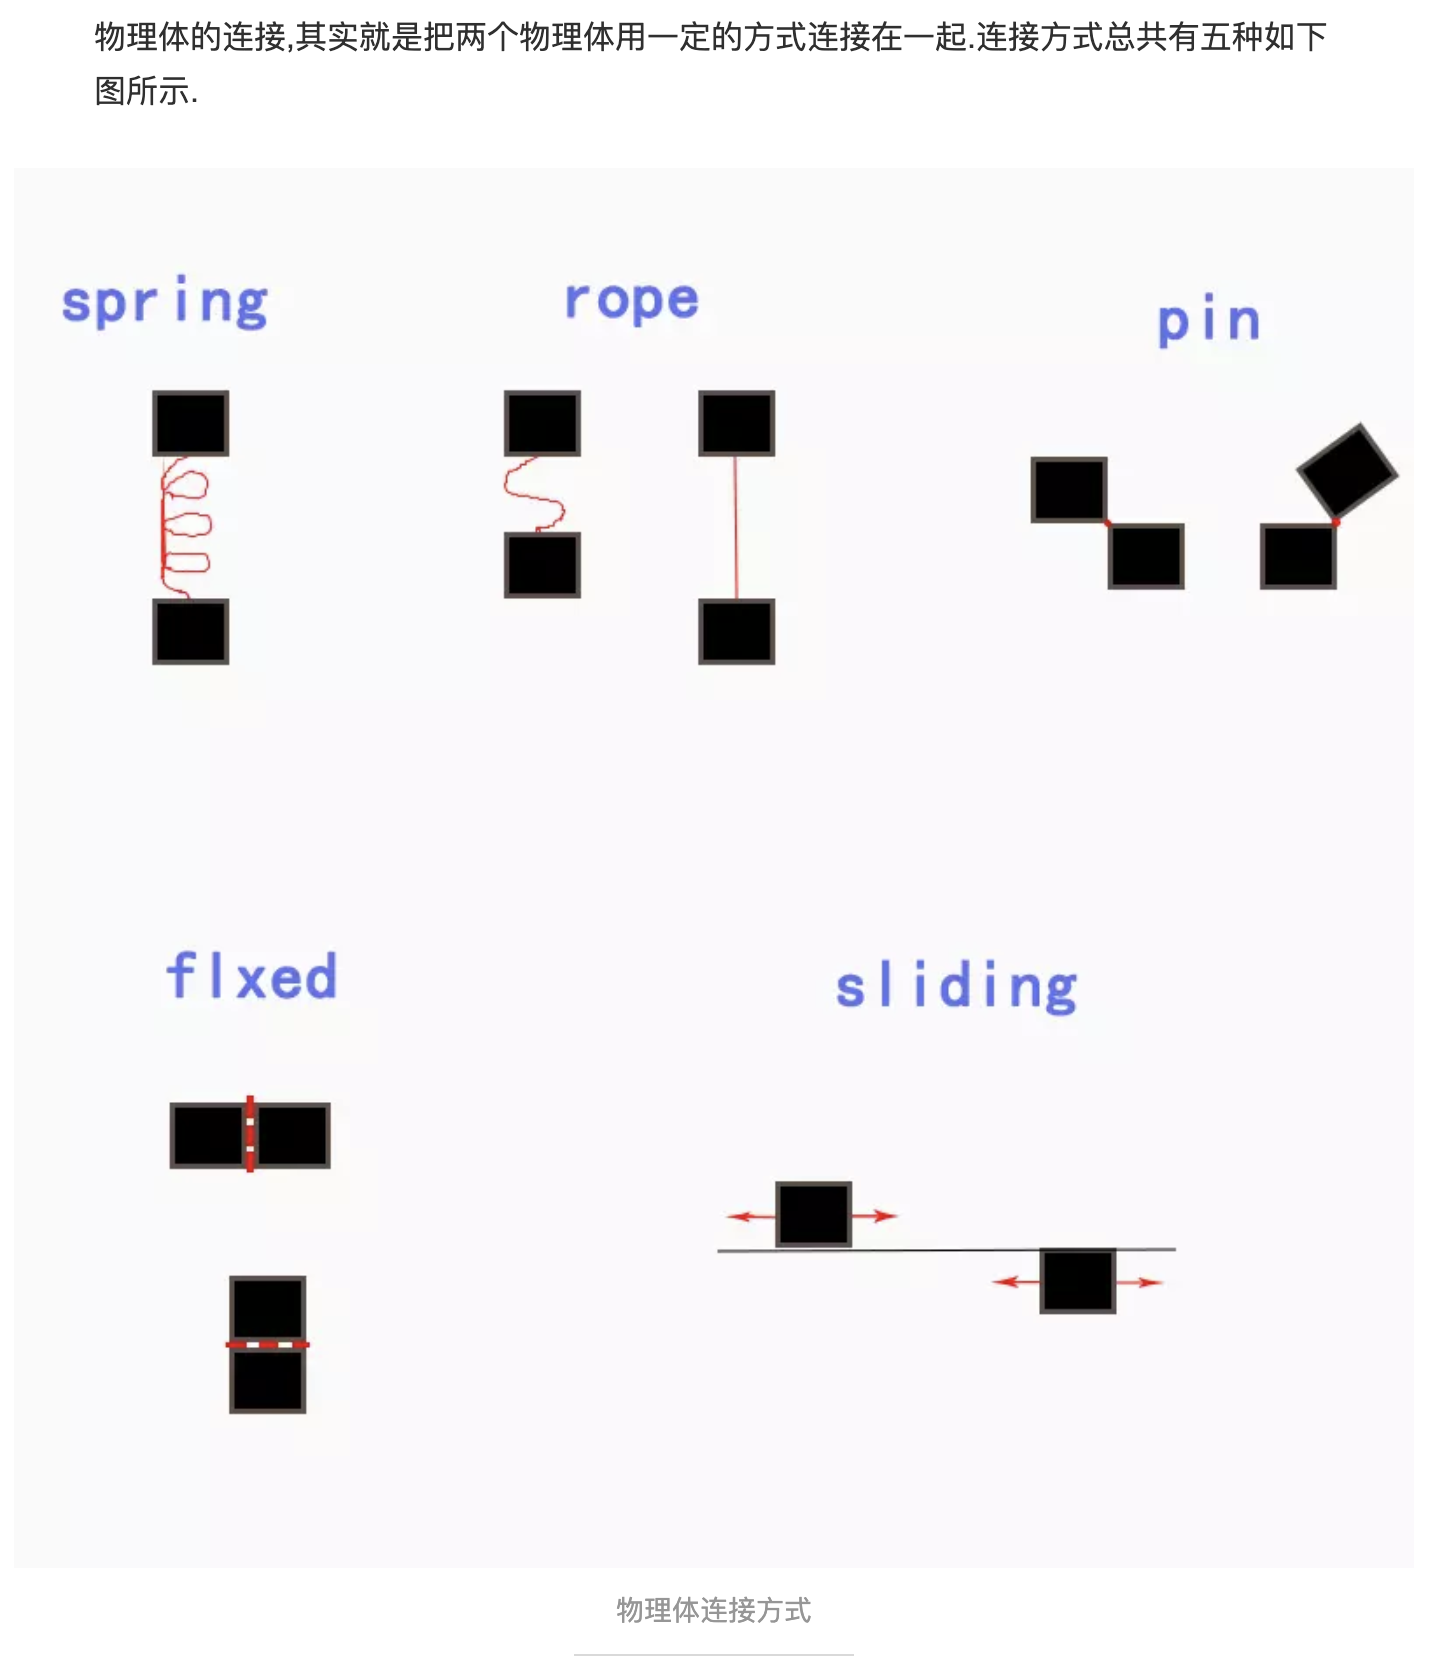 物理体的连接,其实就是把两个物理体用一定的方式连接在一起.连接方式总共有五种如下
图所示.
spring
rope
pin
flxed
sliding
物理体连接方式